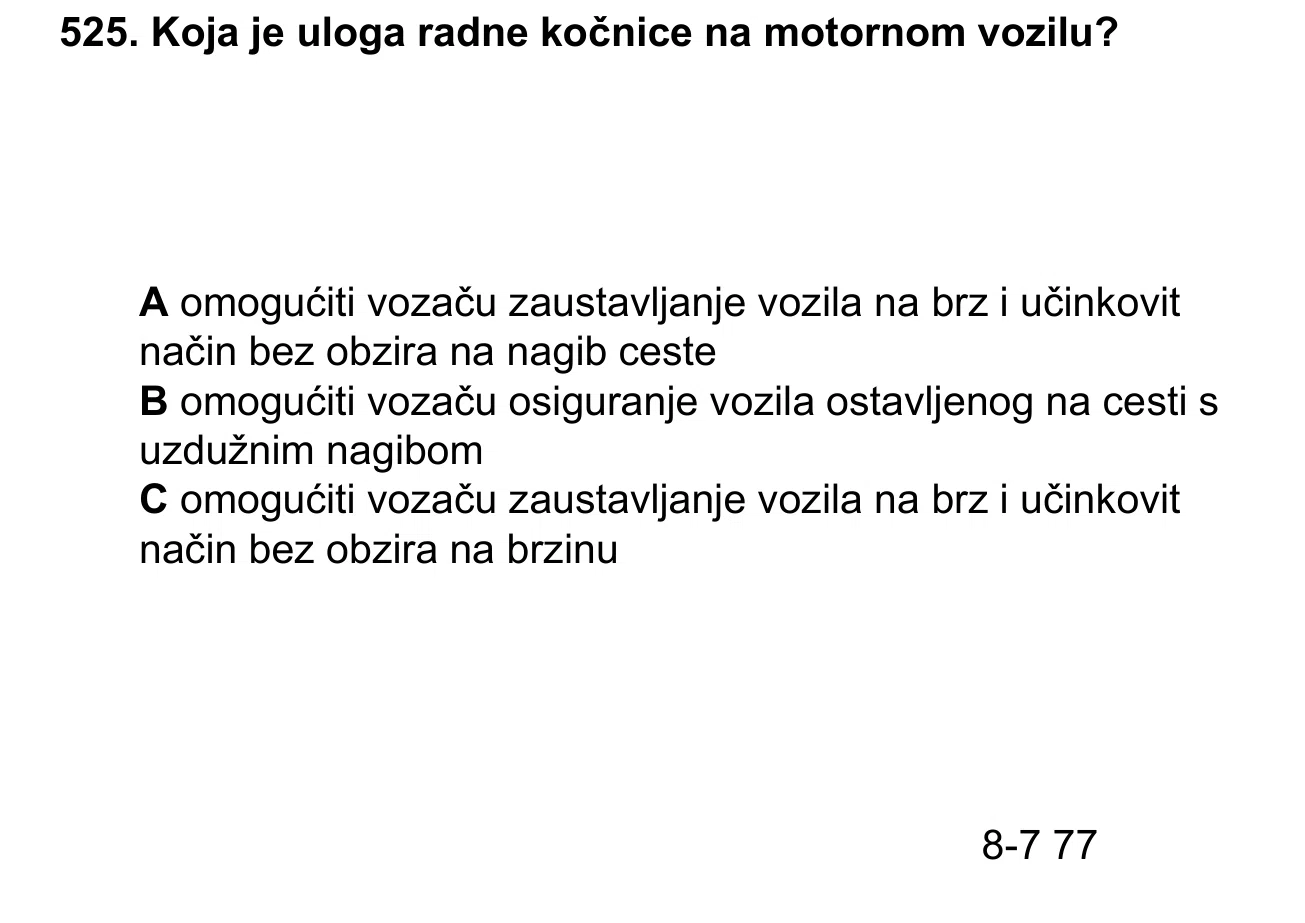 525. Koja je uloga radne kočnice na motornom vozilu?
A omogućiti vozaču zaustavljanje vozila na brz i učinkovit
način bez obzira na nagib ceste
B omogućiti vozaču osiguranje vozila ostavljenog na cesti s
uzdužnim nagibom
C omogućiti vozaču zaustavljanje vozila na brz i učinkovit
način bez obzira na brzinu
8-7 77